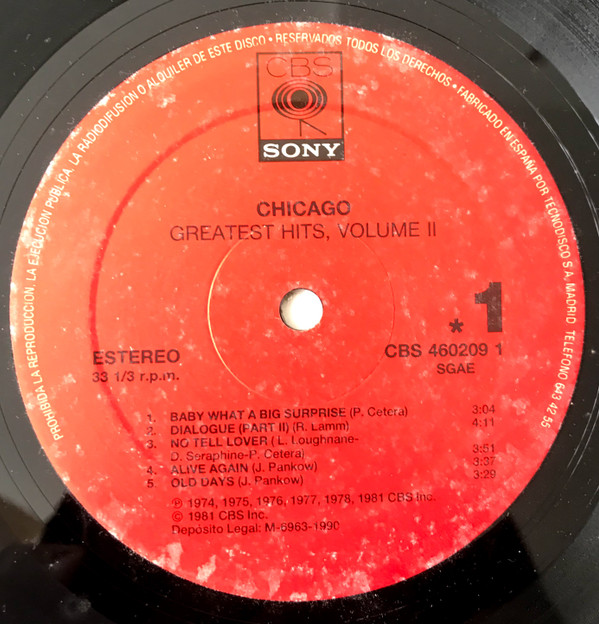 PROHIBIDA LA REPRODUCCION, LA EJECUCION PUBLICA, LA RADIODIFUSION O ALQUILER DE ESTE DISCO • RESERVADOS TODOS LOS DERECHOS • FABRICADO EN ESPAÑA POR TECNODISCO S A, MADRID. TELEFONO 643 42 55
CBS
SONY
CHICAGO
GREATEST HITS, VOLUME II
* 1
ESTEREO CBS 460209 1
33 1/3 r.p.m. SGAE
1. BABY WHAT A BIG SURPRISE (P. Cetera) 3:04
2. DIALOGUE (PART II) (R. Lamm) 4:11
3. NO TELL LOVER ( L. Loughnane-
D. Seraphine-P. Cetera) 3:51
4. ALIVE AGAIN (J. Pankow) 3:37
5 OLD DAYS (J. Pankow) 3:29
℗ 1974, 1975, 1976, 1977, 1978, 1981 CBS Inc.
© 1981 CBS Inc.
Depósito Legal: M-5963-1990